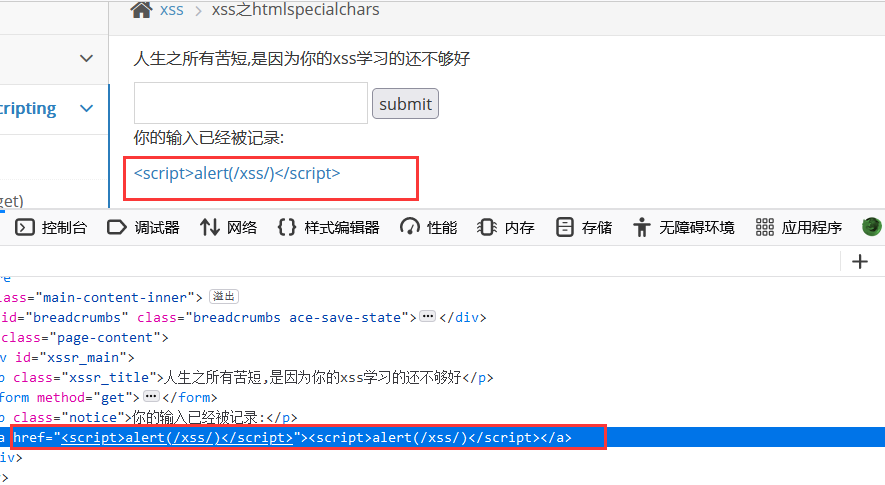 xss > xss之htmlspecialchars
人生之所有苦短,是因为你的xss学习的还不够好
submit
cripting
你的输入已经被记录:
<script>alert(/xss/)</script>
get)
控制台 调试器 网络 样式编辑器 性能 内存 存储 无障碍环境 应用程序
+
re
lass="main-content-inner"> 溢出
id="breadcrumbs" class="breadcrumbs ace-save-state">…</div>
class="page-content">
v id="xssr_main">
p class="xssr_title">人生之所有苦短,是因为你的xss学习的还不够好</p>
form method="get">…</form>
p class="notice">你的输入已经被记录:</p>
a href="<script>alert(/xss/)</script>"><script>alert(/xss/)</script></a>
iv>
>